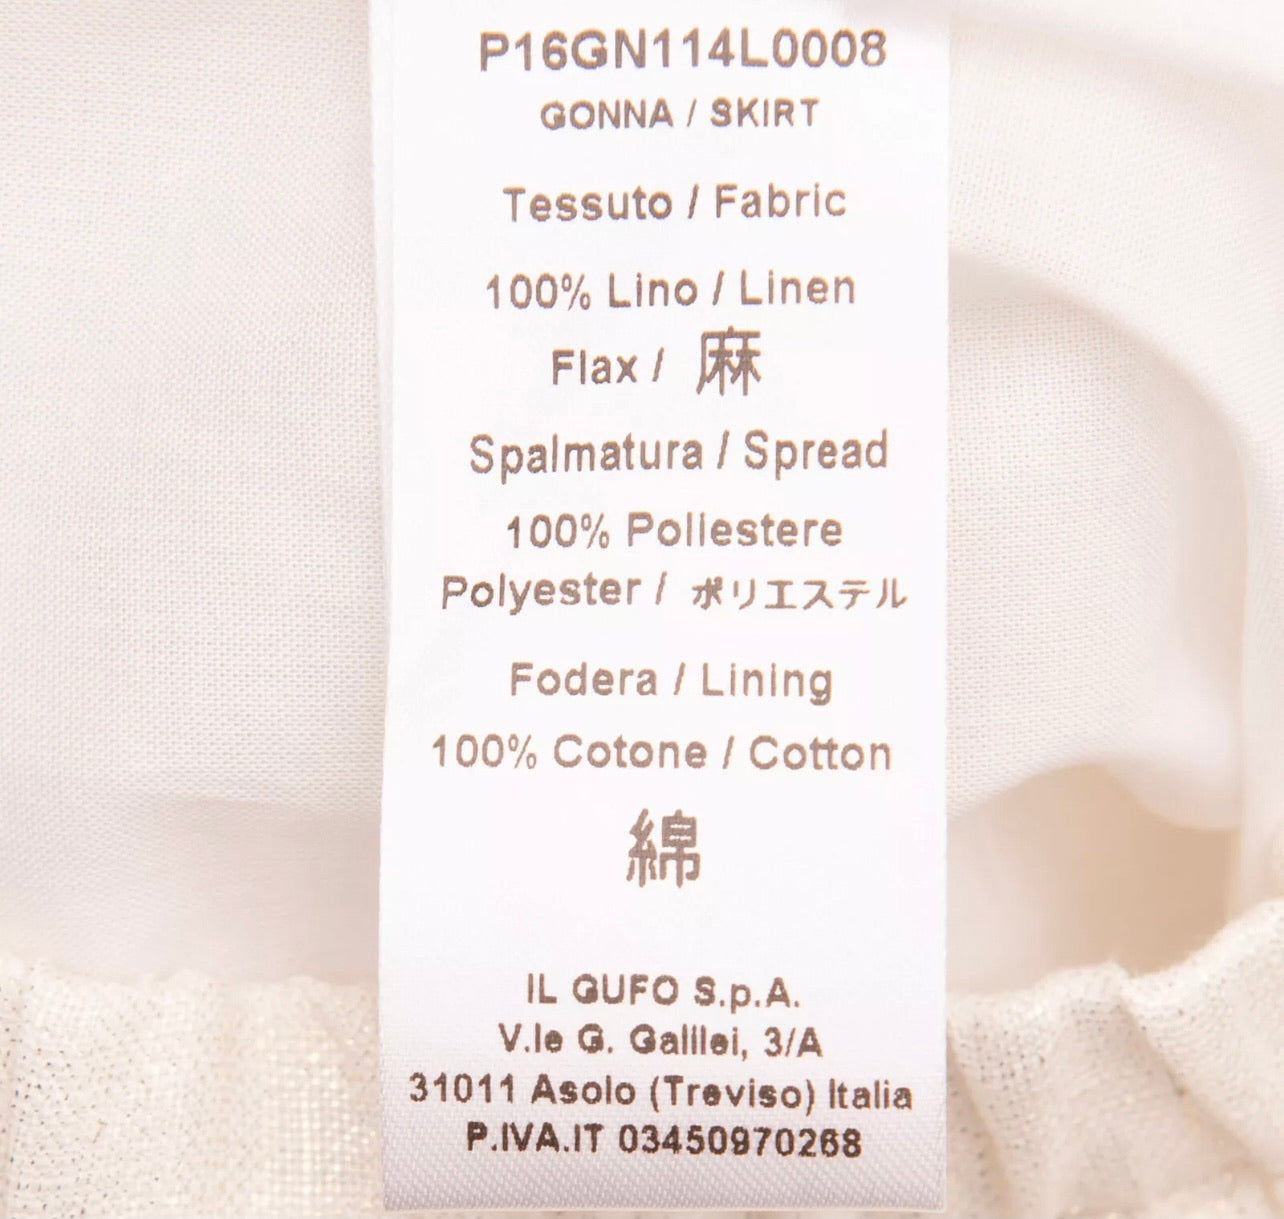 P16GN114L0008
GONNA / SKIRT
Tessuto / Fabric
100% Lino / Linen
Flax / 麻
Spalmatura / Spread
100% Poliestere
Polyester / ポリエステル
Fodera / Lining
100% Cotone / Cotton
綿
IL GUFO S.p.A.
V.le G. Galilei, 3/A
31011 Asolo (Treviso) Italia
P.IVA.IT 03450970268